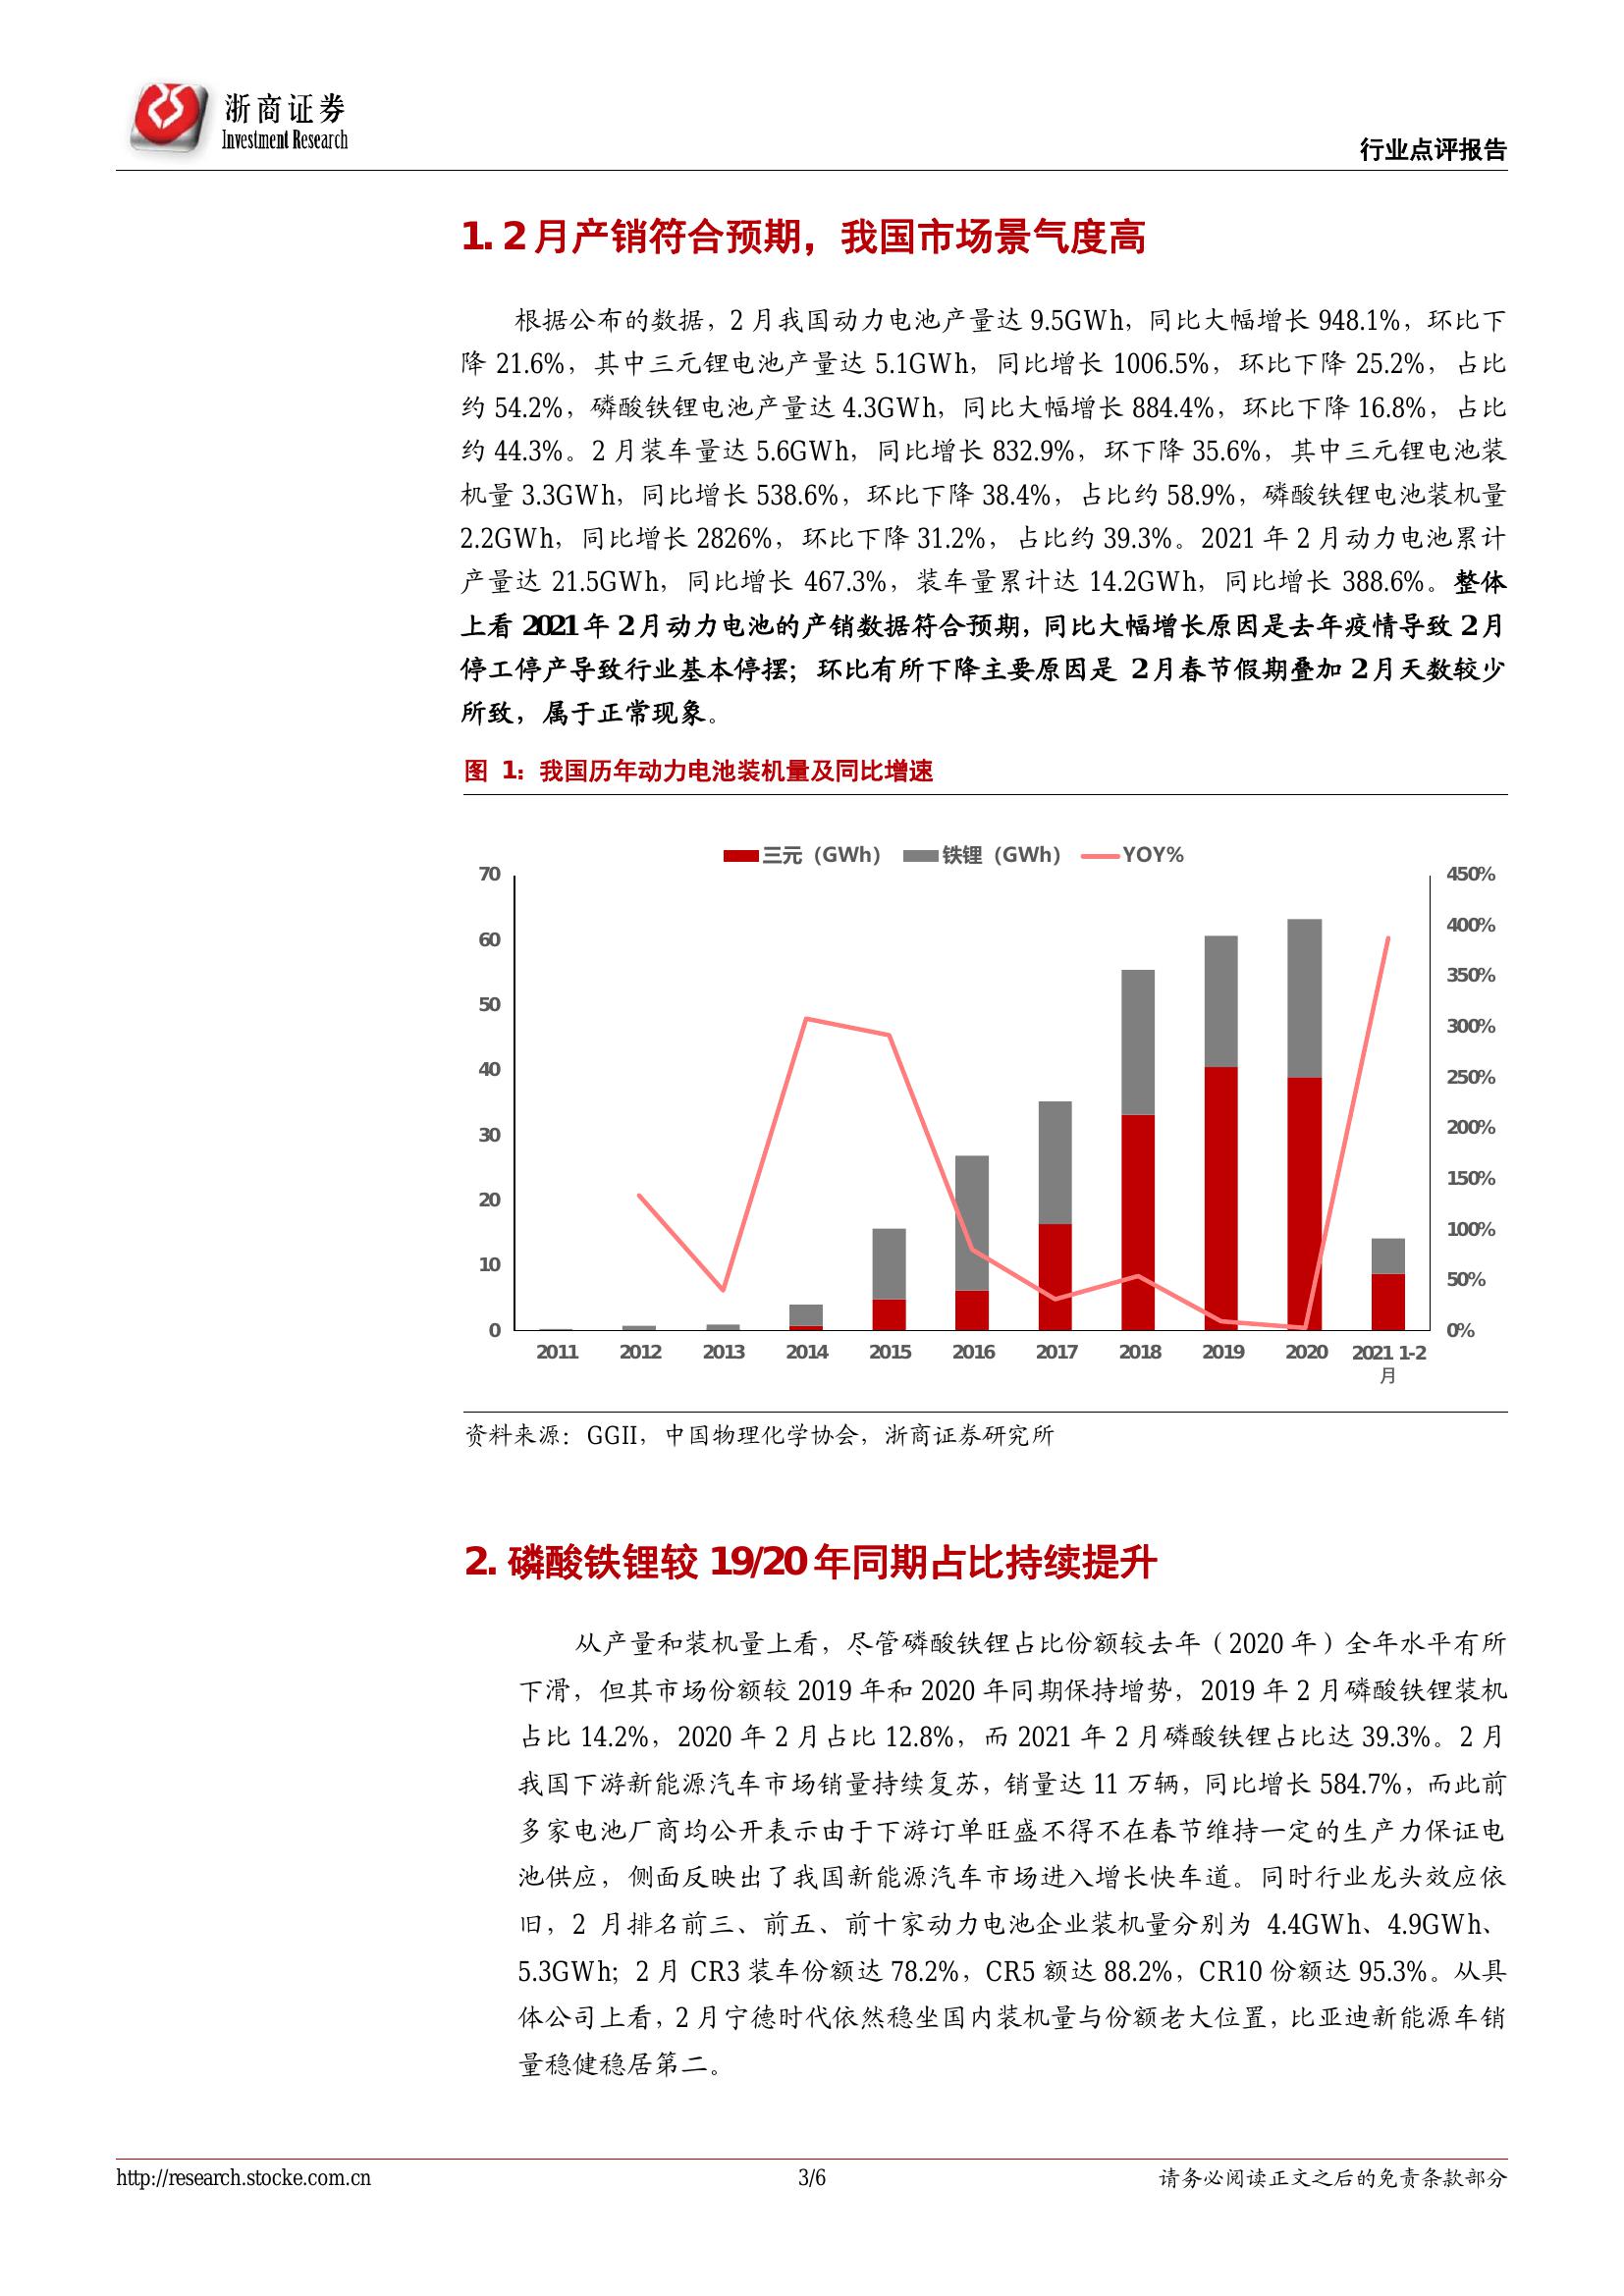 浙商证券
Investment Research
行业点评报告
1. 2 月产销符合预期，我国市场景气度高
根据公布的数据，2 月我国动力电池产量达 9.5GWh，同比大幅增长 948.1%，环比下
降 21.6%，其中三元锂电池产量达 5.1GWh，同比增长 1006.5%，环比下降 25.2%，占比
约 54.2%，磷酸铁锂电池产量达 4.3GWh，同比大幅增长 884.4%，环比下降 16.8%，占比
约 44.3%。2 月装车量达 5.6GWh，同比增长 832.9%，环下降 35.6%，其中三元锂电池装
机量 3.3GWh，同比增长 538.6%，环比下降 38.4%，占比约 58.9%，磷酸铁锂电池装机量
2.2GWh，同比增长 2826%，环比下降 31.2%，占比约 39.3%。2021 年 2 月动力电池累计
产量达 21.5GWh，同比增长 467.3%，装车量累计达 14.2GWh，同比增长 388.6%。整体
上看 2021 年 2 月动力电池的产销数据符合预期，同比大幅增长原因是去年疫情导致 2 月
停工停产导致行业基本停摆；环比有所下降主要原因是 2 月春节假期叠加 2 月天数较少
所致，属于正常现象。
图 1：我国历年动力电池装机量及同比增速
三元（GWh） 铁锂（GWh） YOY%
70 450%
400%
60
350%
50
300%
40
250%
30 200%
150%
20
100%
10
50%
0 0%
2011 2012 2013 2014 2015 2016 2017 2018 2019 2020 2021 1-2
月
资料来源：GGII，中国物理化学协会，浙商证券研究所
2. 磷酸铁锂较 19/20 年同期占比持续提升
从产量和装机量上看，尽管磷酸铁锂占比份额较去年（2020 年）全年水平有所
下滑，但其市场份额较 2019 年和 2020 年同期保持增势，2019 年 2 月磷酸铁锂装机
占比 14.2%，2020 年 2 月占比 12.8%，而 2021 年 2 月磷酸铁锂占比达 39.3%。2 月
我国下游新能源汽车市场销量持续复苏，销量达 11 万辆，同比增长 584.7%，而此前
多家电池厂商均公开表示由于下游订单旺盛不得不在春节维持一定的生产力保证电
池供应，侧面反映出了我国新能源汽车市场进入增长快车道。同时行业龙头效应依
旧，2 月排名前三、前五、前十家动力电池企业装机量分别为 4.4GWh、4.9GWh、
5.3GWh；2 月 CR3 装车份额达 78.2%，CR5 额达 88.2%，CR10 份额达 95.3%。从具
体公司上看，2 月宁德时代依然稳坐国内装机量与份额老大位置，比亚迪新能源车销
量稳健稳居第二。
http://research.stocke.com.cn 3/6 请务必阅读正文之后的免责条款部分